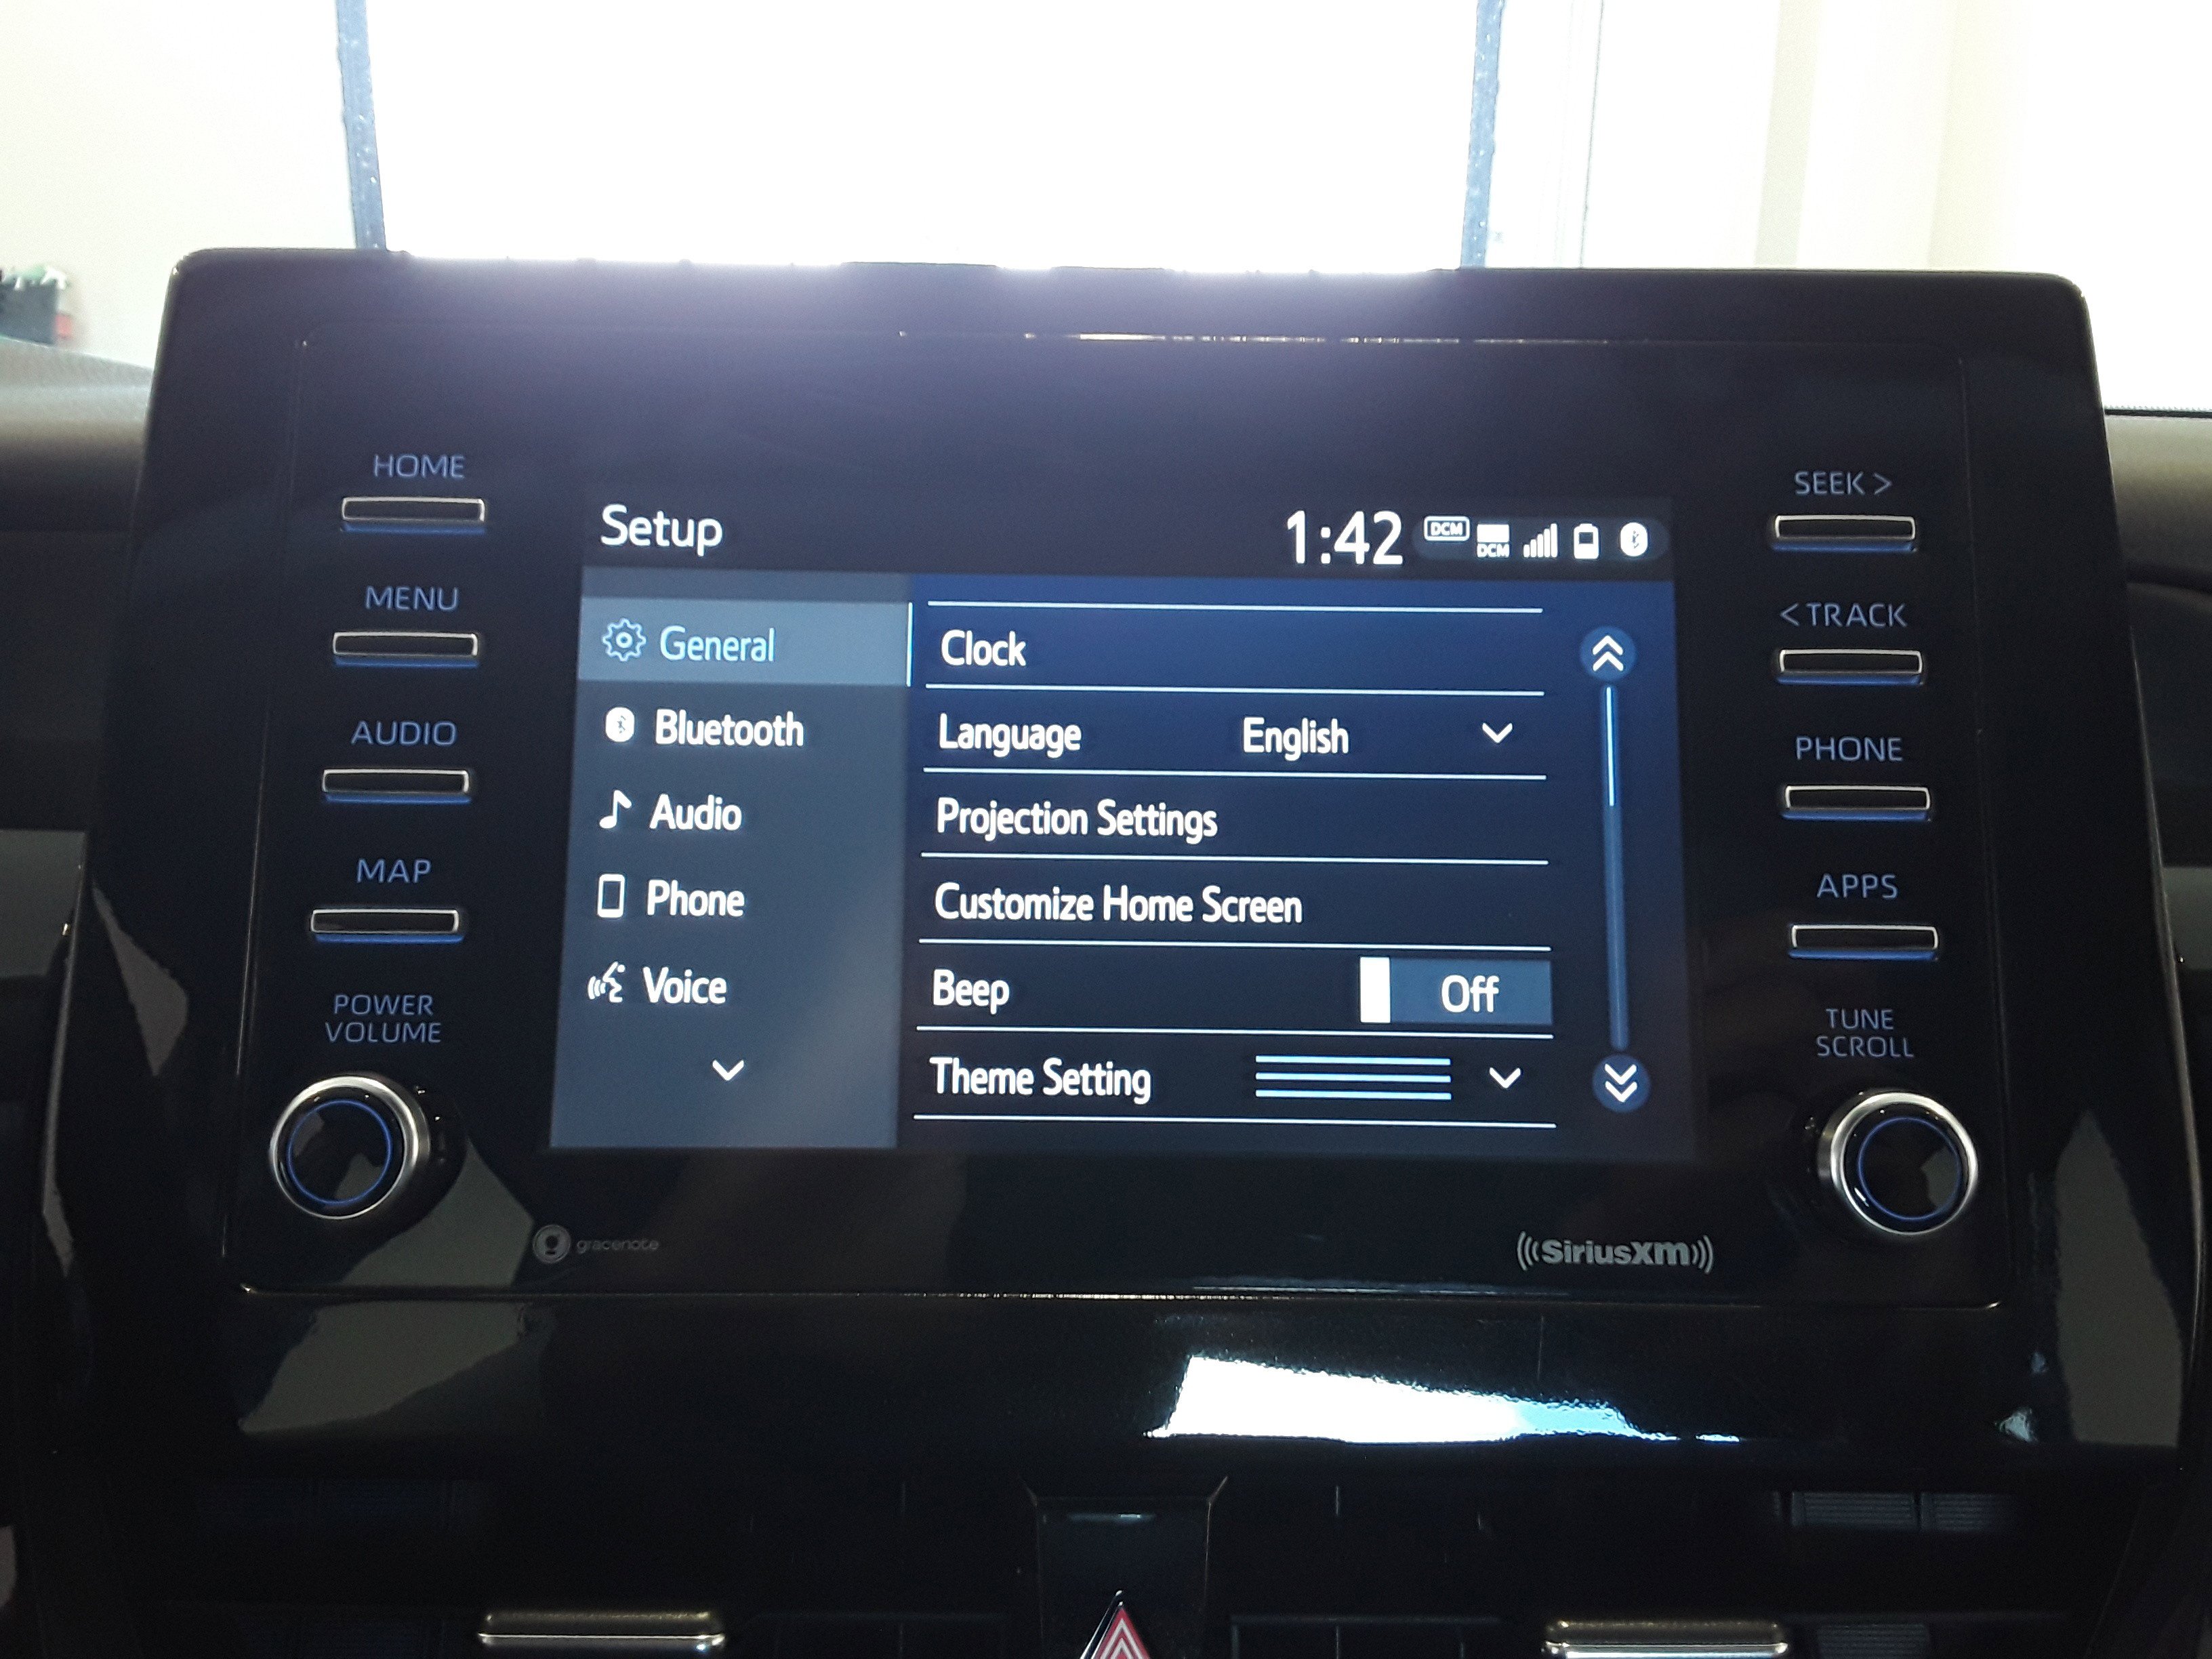 HOME
MENU
AUDIO
MAP
POWER
VOLUME
Setup
1:42
DCM
DCM
General
Bluetooth
Audio
Phone
Voice
Clock
Language English
Projection Settings
Customize Home Screen
Beep Off
Theme Setting
SEEK >
< TRACK
PHONE
APPS
TUNE
SCROLL
gracenote
SiriusXM